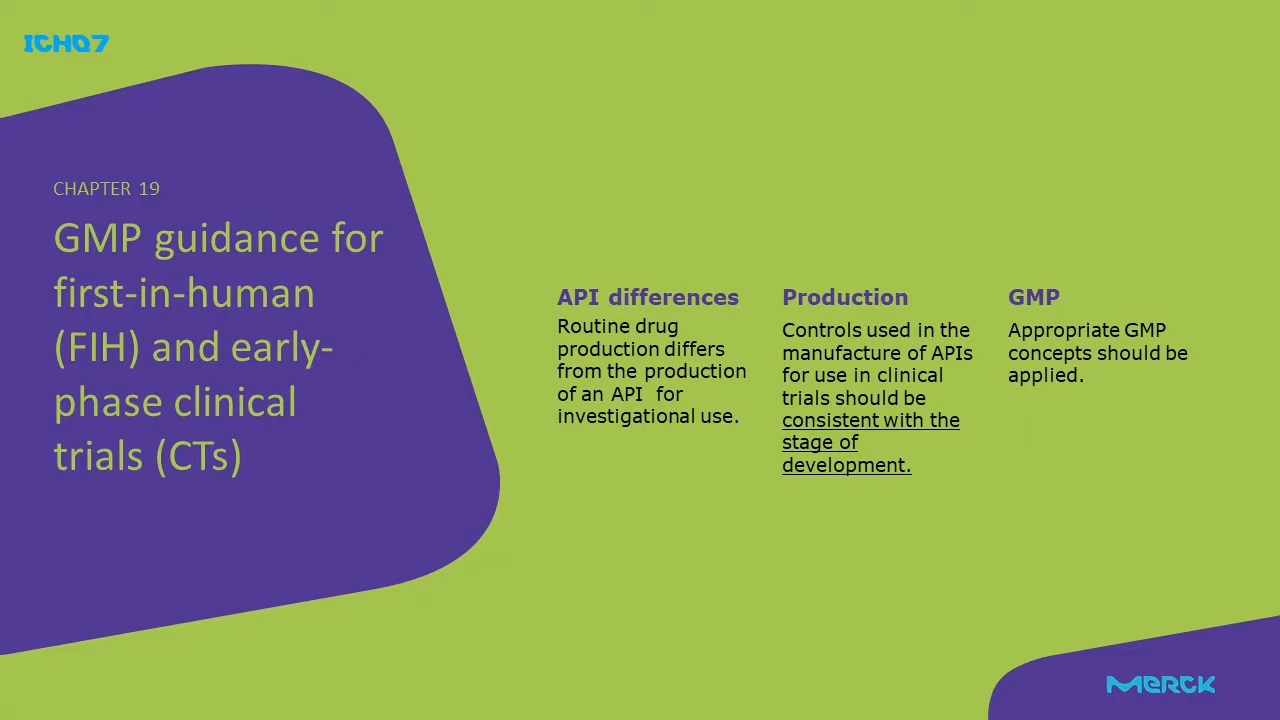 ICHQ7
CHAPTER 19
GMP guidance for
first-in-human
(FIH) and early-
phase clinical
trials (CTs)
API differences
Routine drug
production differs
from the production
of an API for
investigational use.
Production
Controls used in the
manufacture of APIs
for use in clinical
trials should be
consistent with the
stage of
development.
GMP
Appropriate GMP
concepts should be
applied.
MERCK